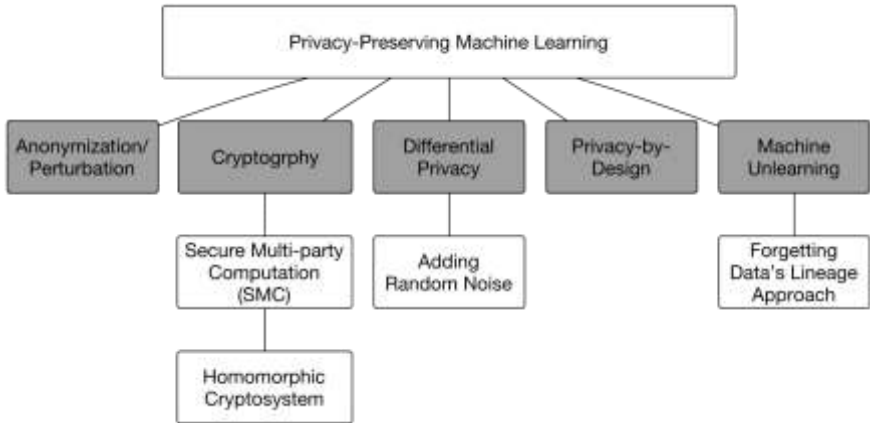 Privacy-Preserving Machine Learning
Anonymization/
Perturbation
Cryptogrphy
Differential
Privacy
Privacy-by-
Design
Machine
Unlearning
Secure Multi-party
Computation
(SMC)
Adding
Random Noise
Forgetting
Data's Lineage
Approach
Homomorphic
Cryptosystem